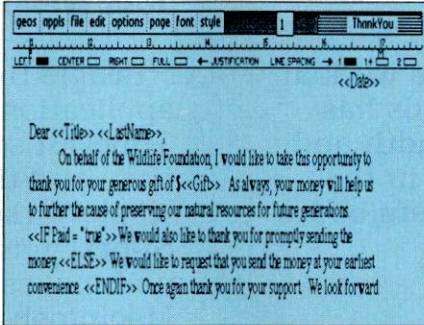 geos appls file edit options page font style 1 ThankYou
LEFT CENTER RIGHT FULL ← JUSTIFICATION LINE SPACING → 1 1+ 2
<<Date>>
Dear <<Title>> <<LastName>>,
On behalf of the Wildlife Foundation, I would like to take this opportunity to
thank you for your generous gift of $<<Gift>>. As always, your money will help us
to further the cause of preserving our natural resources for future generations.
<<IF Paid = "true">> We would also like to thank you for promptly sending the
money <<ELSE>> We would like to request that you send the money at your earliest
convenience. <<ENDIF>> Once again thank you for your support. We look forward